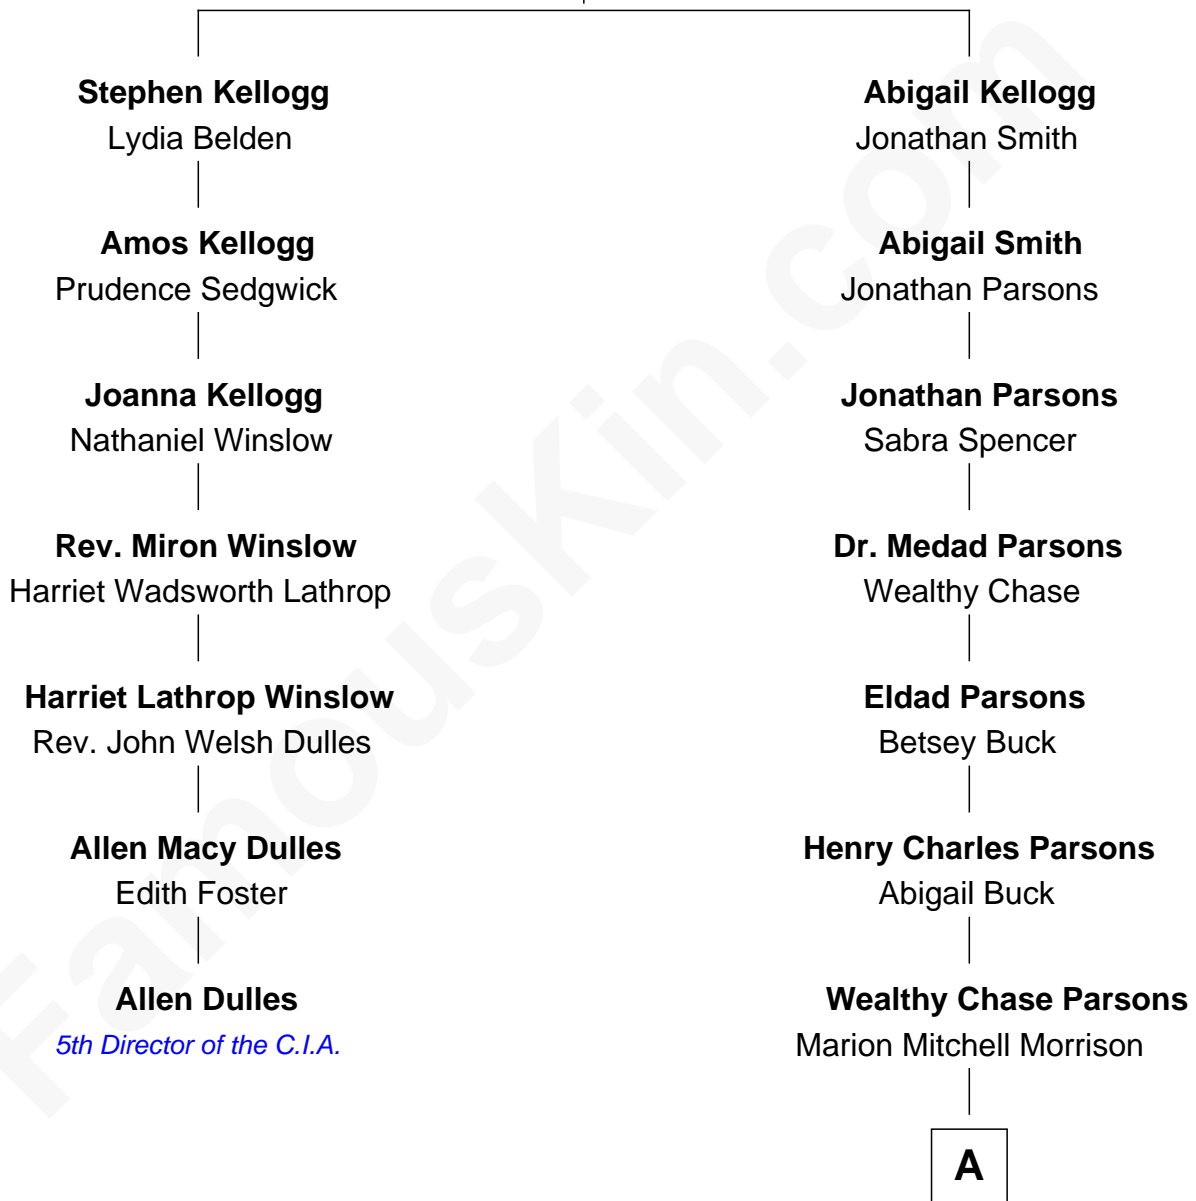 Stephen Kellogg
Lydia Belden
Abigail Kellogg
Jonathan Smith
Amos Kellogg
Prudence Sedgwick
Abigail Smith
Jonathan Parsons
Joanna Kellogg
Nathaniel Winslow
Jonathan Parsons
Sabra Spencer
Rev. Miron Winslow
Harriet Wadsworth Lathrop
Dr. Medad Parsons
Wealthy Chase
Harriet Lathrop Winslow
Rev. John Welsh Dulles
Eldad Parsons
Betsey Buck
Allen Macy Dulles
Edith Foster
Henry Charles Parsons
Abigail Buck
Allen Dulles
5th Director of the C.I.A.
Wealthy Chase Parsons
Marion Mitchell Morrison
A
FamousKin.com